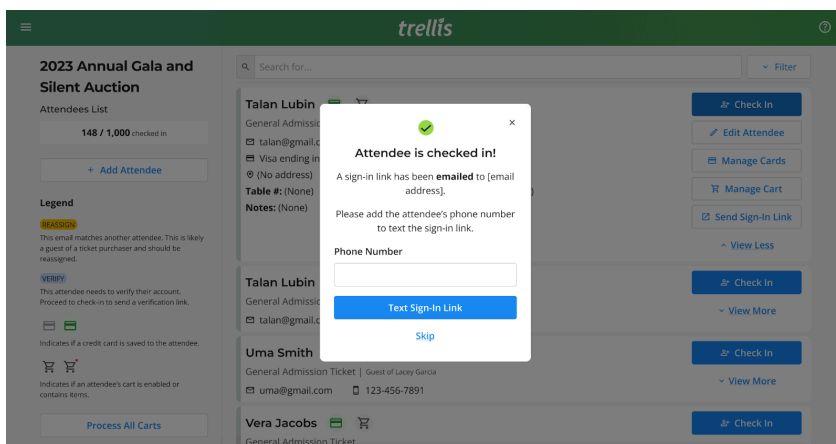 trellis
2023 Annual Gala and
Silent Auction
Attendees List
148 / 1,000 checked in
+ Add Attendee
Legend
REASSIGN
This email matches another attendee. This is likely
a guest of a ticket purchaser and should be
reassigned.
VERIFY
This attendee needs to verify their account.
Proceed to check-in to send a verification link.
Indicates if a credit card is saved to the attendee.
Indicates if an attendee's cart is enabled or
contains items.
Process All Carts
Search for...
Filter
Talan Lubin
General Admissio
talan@gmail.c
Visa ending in
(No address)
Table #: (None)
)
Notes: (None)
Check In
Edit Attendee
Manage Cards
Manage Cart
Send Sign-In Link
View Less
Attendee is checked in!
A sign-in link has been emailed to [email
address].
Please add the attendee's phone number
to text the sign-in link.
Phone Number
Text Sign-In Link
Skip
Talan Lubin
General Admissio
talan@gmail.c
Check In
View More
Uma Smith
General Admission Ticket | Guest of Lacey Garcia
uma@gmail.com 123-456-7891
Check In
View More
Vera Jacobs
General Admission Ticket
Check In